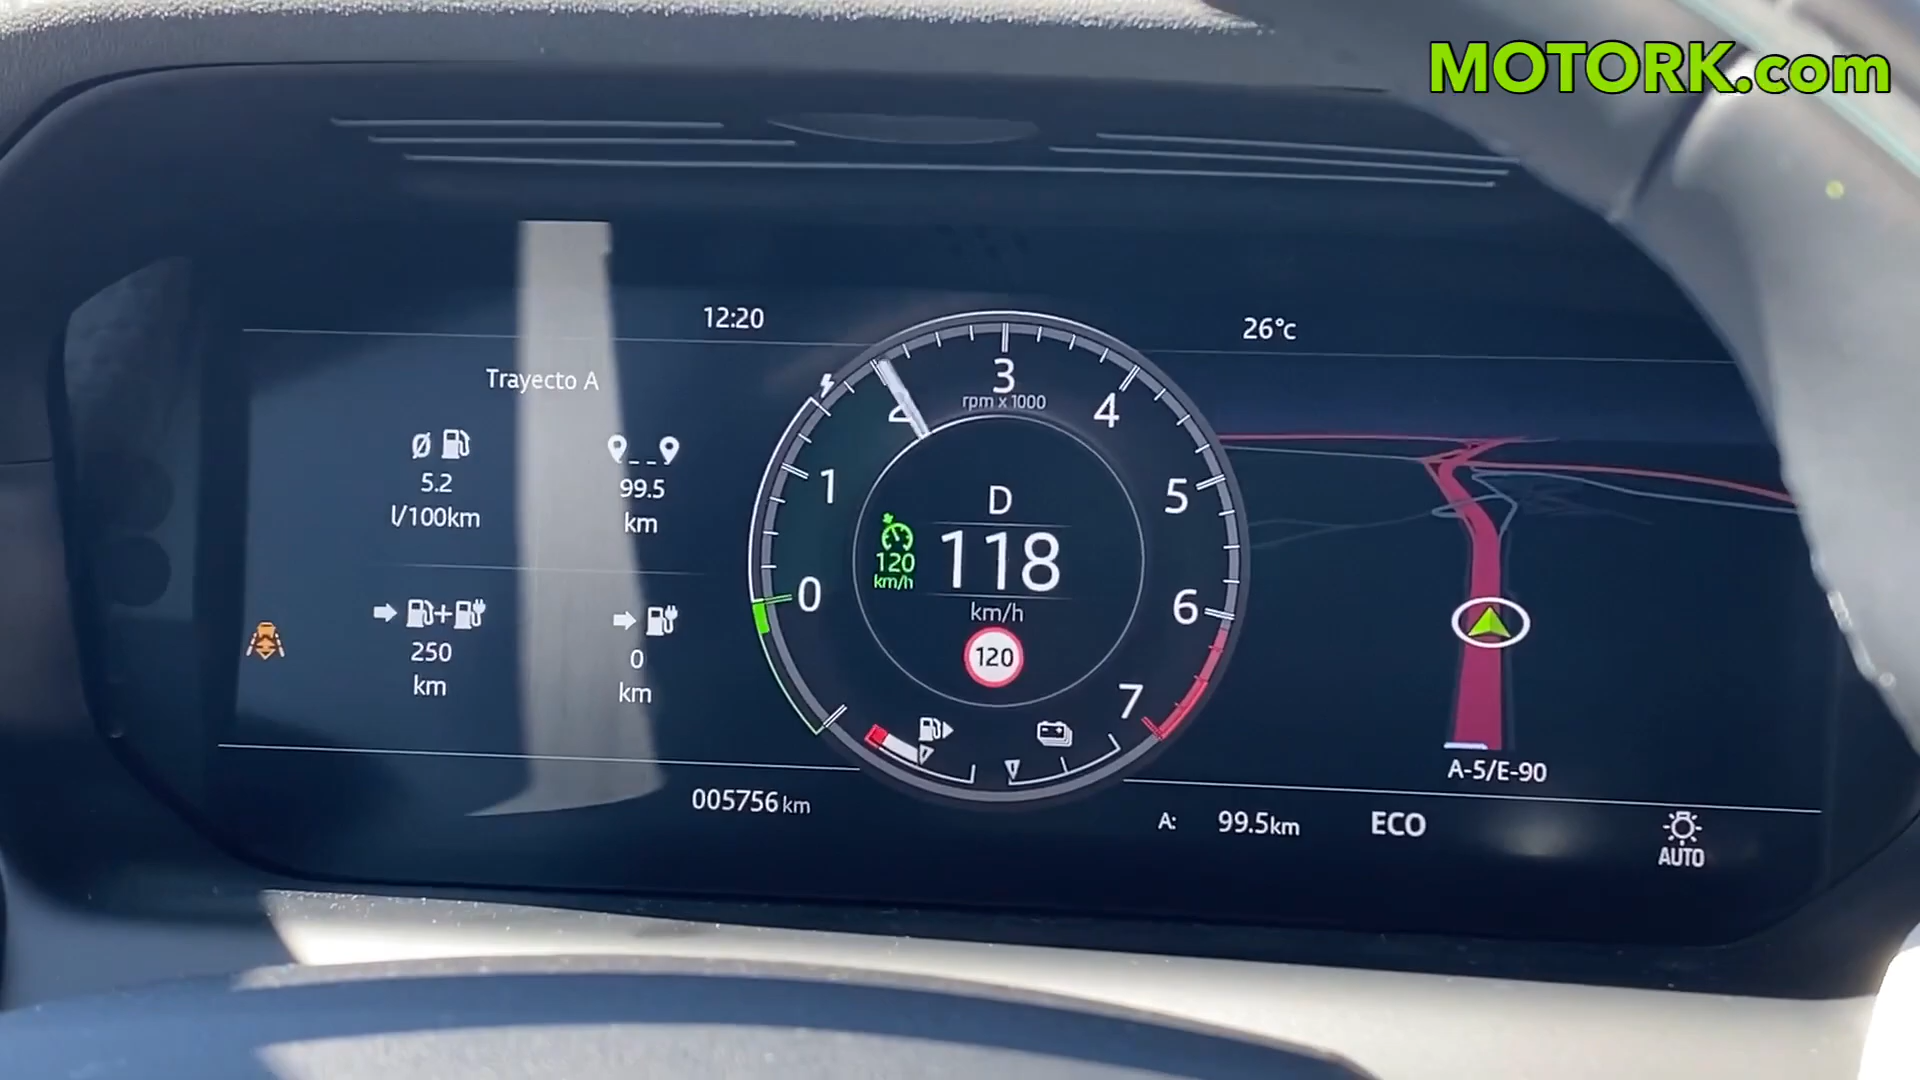 MOTORK.com
12:20
26°c
Trayecto A
5.2
l/100km
99.5
km
250
km
0
km
0
1
2
3
4
5
6
7
rpm x 1000
D
118
km/h
120
km/h
120
A-5/E-90
005756 km
A: 99.5km
ECO
AUTO